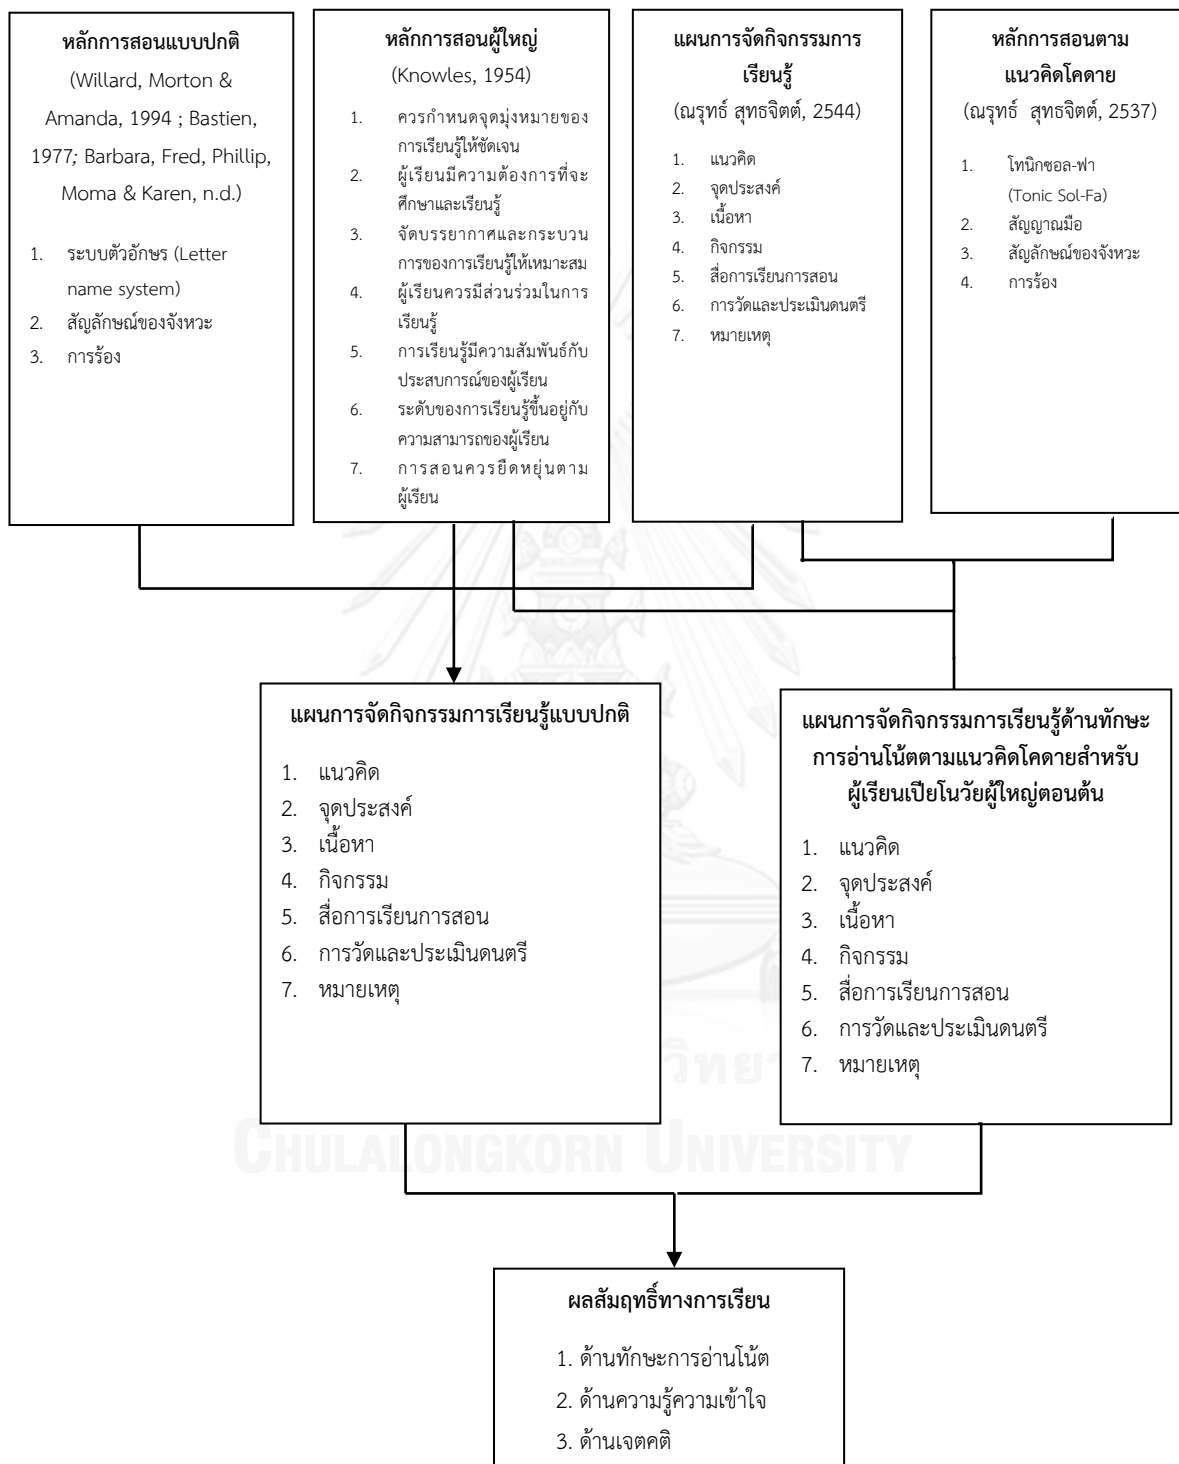 หลักการสอนแบบปกติ
(Willard, Morton &
Amanda, 1994 ; Bastien,
1977; Barbara, Fred, Phillip,
Moma & Karen, n.d.)
1. ระบบตัวอักษร (Letter
name system)
2. สัญลักษณ์ของจังหวะ
3. การร้อง
หลักการสอนผู้ใหญ่
(Knowles, 1954)
1. ควรกำหนดจุดมุ่งหมายของ
การเรียนรู้ให้ชัดเจน
2. ผู้เรียนมีความต้องการที่จะ
ศึกษาและเรียนรู้
3. จัดบรรยากาศและกระบวน
การของการเรียนรู้ให้เหมาะสม
4. ผู้เรียนควรมีส่วนร่วมในการ
เรียนรู้
5. การเรียนรู้มีความสัมพันธ์กับ
ประสบการณ์ของผู้เรียน
6. ระดับของการเรียนรู้ขึ้นอยู่กับ
ความสามารถของผู้เรียน
7. การสอนควรยืดหยุ่นตาม
ผู้เรียน
แผนการจัดกิจกรรมการ
เรียนรู้
(ณรุทธ์ สุทธจิตต์, 2544)
1. แนวคิด
2. จุดประสงค์
3. เนื้อหา
4. กิจกรรม
5. สื่อการเรียนการสอน
6. การวัดและประเมินดนตรี
7. หมายเหตุ
หลักการสอนตาม
แนวคิดโคดาย
(ณรุทธ์ สุทธจิตต์, 2537)
1. โทนิกซอล-ฟา
(Tonic Sol-Fa)
2. สัญญาณมือ
3. สัญลักษณ์ของจังหวะ
4. การร้อง
แผนการจัดกิจกรรมการเรียนรู้แบบปกติ
1. แนวคิด
2. จุดประสงค์
3. เนื้อหา
4. กิจกรรม
5. สื่อการเรียนการสอน
6. การวัดและประเมินดนตรี
7. หมายเหตุ
แผนการจัดกิจกรรมการเรียนรู้ด้านทักษะ
การอ่านโน้ตตามแนวคิดโคดายสำหรับ
ผู้เรียนเปียโนวัยผู้ใหญ่ตอนต้น
1. แนวคิด
2. จุดประสงค์
3. เนื้อหา
4. กิจกรรม
5. สื่อการเรียนการสอน
6. การวัดและประเมินดนตรี
7. หมายเหตุ
CHULALONGKORN UNIVERSITY
ผลสัมฤทธิ์ทางการเรียน
1. ด้านทักษะการอ่านโน้ต
2. ด้านความรู้ความเข้าใจ
3. ด้านเจตคติ